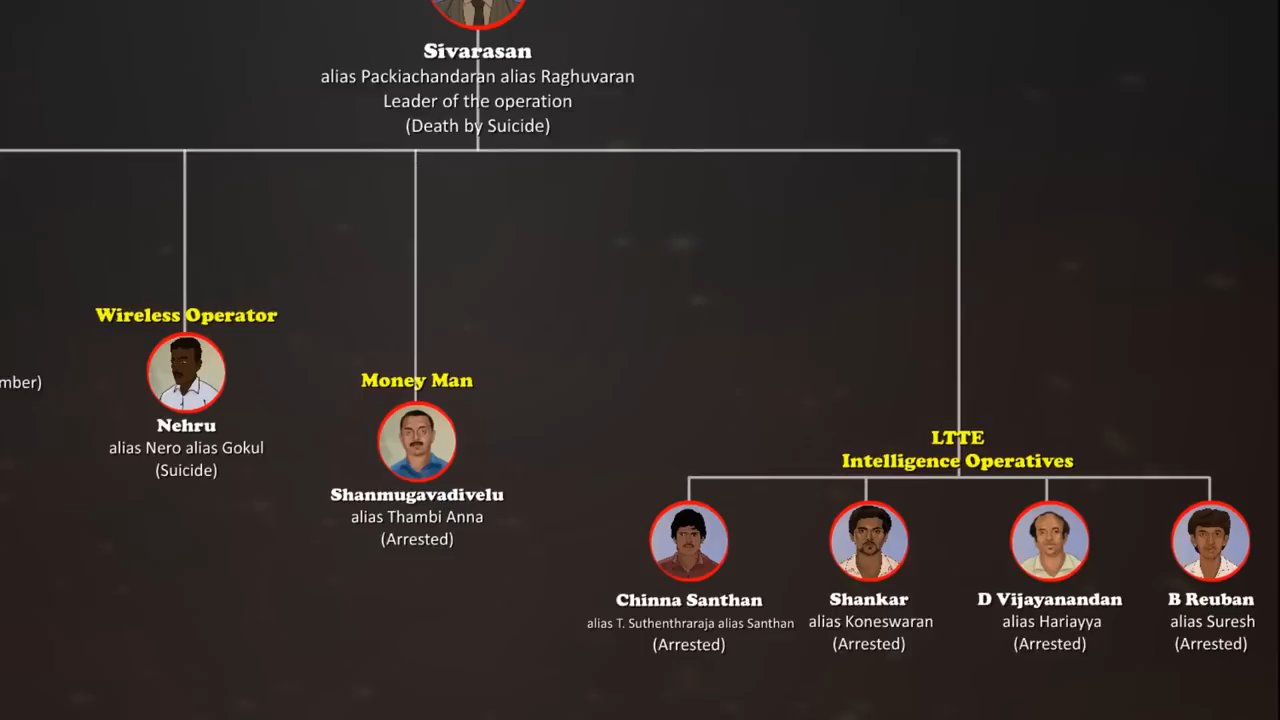 Sivarasan
alias Packiachandaran alias Raghuvaran
Leader of the operation
(Death by Suicide)
Wireless Operator
mber)
Nehru
alias Nero alias Gokul
(Suicide)
Money Man
Shanmugavadivelu
alias Thambi Anna
(Arrested)
LTTE
Intelligence Operatives
Chinna Santhan
alias T. Suthenthraraja alias Santhan
(Arrested)
Shankar
alias Koneswaran
(Arrested)
D Vijayanandan
alias Hariayya
(Arrested)
B Reuban
alias Suresh
(Arrested)